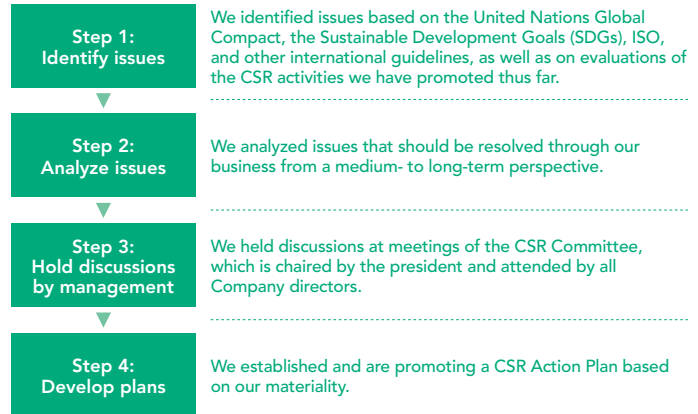 Step 1:
Identify issues
We identified issues based on the United Nations Global
Compact, the Sustainable Development Goals (SDGs), ISO,
and other international guidelines, as well as on evaluations of
the CSR activities we have promoted thus far.
Step 2:
Analyze issues
We analyzed issues that should be resolved through our
business from a medium- to long-term perspective.
Step 3:
Hold discussions
by management
We held discussions at meetings of the CSR Committee,
which is chaired by the president and attended by all
Company directors.
Step 4:
Develop plans
We established and are promoting a CSR Action Plan based
on our materiality.